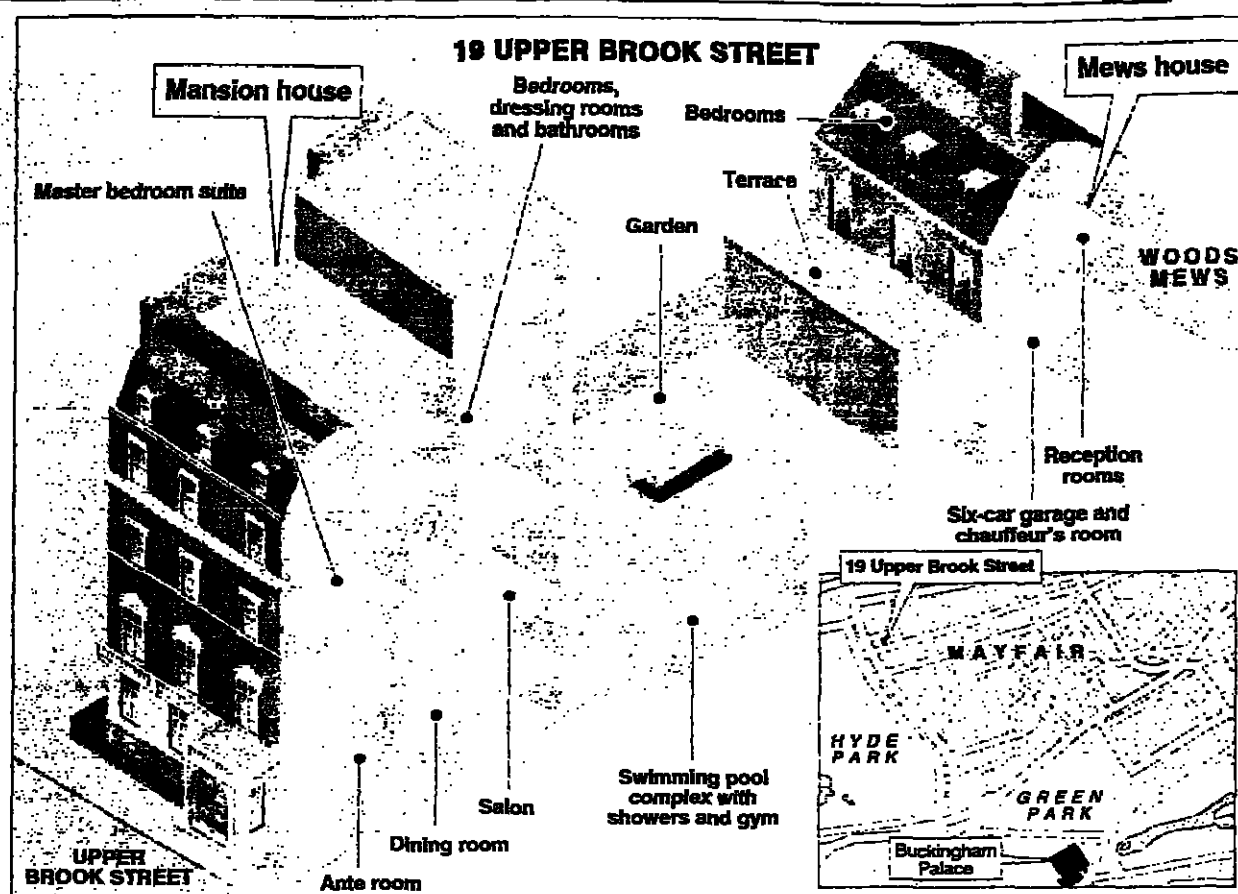 19 UPPER BROOK STREET
Mansion house
Mews house
Bedrooms,
dressing rooms
and bathrooms
Bedrooms
Master bedroom suite
Terrace
Garden
WOODS
MEWS
Reception
rooms
Six-car garage and
chauffeur's room
Swimming pool
complex with
showers and gym
Salon
Dining room
Ante room
UPPER
BROOK STREET
19 Upper Brook Street
MAYFAIR
HYDE
PARK
GREEN
PARK
Buckingham
Palace